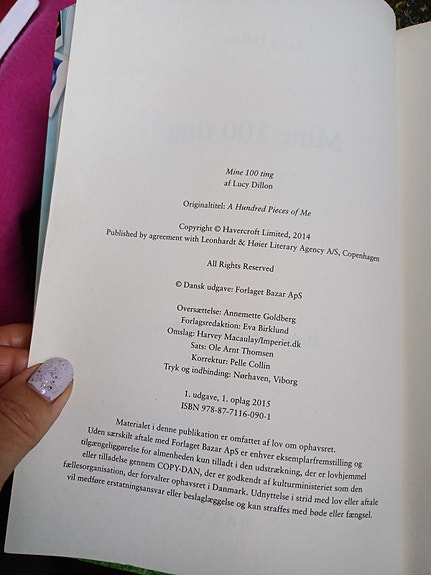 Mine 100 ting
af Lucy Dillon
Originaltitel: A Hundred Pieces of Me
Copyright © Havercroft Limited, 2014
Published by agreement with Leonhardt & Høier Literary Agency A/S, Copenhagen
All Rights Reserved
© Dansk udgave: Forlaget Bazar ApS
Oversættelse: Annemette Goldberg
Forlagsredaktion: Eva Birklund
Omslag: Harvey Macaulay/Imperiet.dk
Sats: Ole Arnt Thomsen
Korrektur: Pelle Collin
Tryk og indbinding: Nørhaven, Viborg
1. udgave, 1. oplag 2015
ISBN 978-87-7116-090-1
Materialet i denne publikation er omfattet af lov om ophavsret.
Uden særskilt aftale med Forlaget Bazar ApS er enhver eksemplarfremstilling og
tilgængeliggørelse for almenheden kun tilladt i den udstrækning, der er lovhjemmel
eller tilladelse gennem COPY-DAN, der er godkendt af kulturministeriet som den
fællesorganisation, der forvalter ophavsret i Danmark. Udnyttelse i strid med lov eller aftale
vil medføre erstatningsansvar eller beslaglæggelse og kan straffes med bøde eller fængsel.